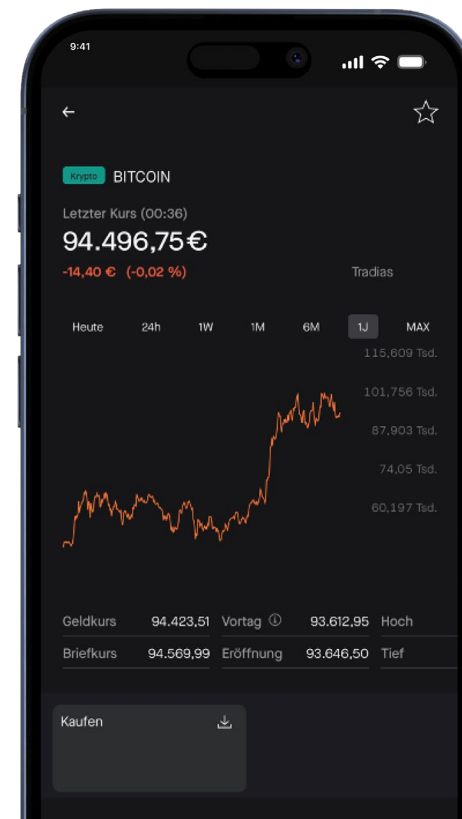 9:41
Krypto BITCOIN
Letzter Kurs (00:36)
94.496,75 €
-14,40 € (-0,02 %) Tradias
Heute 24h 1W 1M 6M 1J MAX
115,609 Tsd.
101,756 Tsd.
87,903 Tsd.
74,05 Tsd.
60,197 Tsd.
Geldkurs 94.423,51 Vortag 93.612,95 Hoch
Briefkurs 94.569,99 Eröffnung 93.646,50 Tief
Kaufen